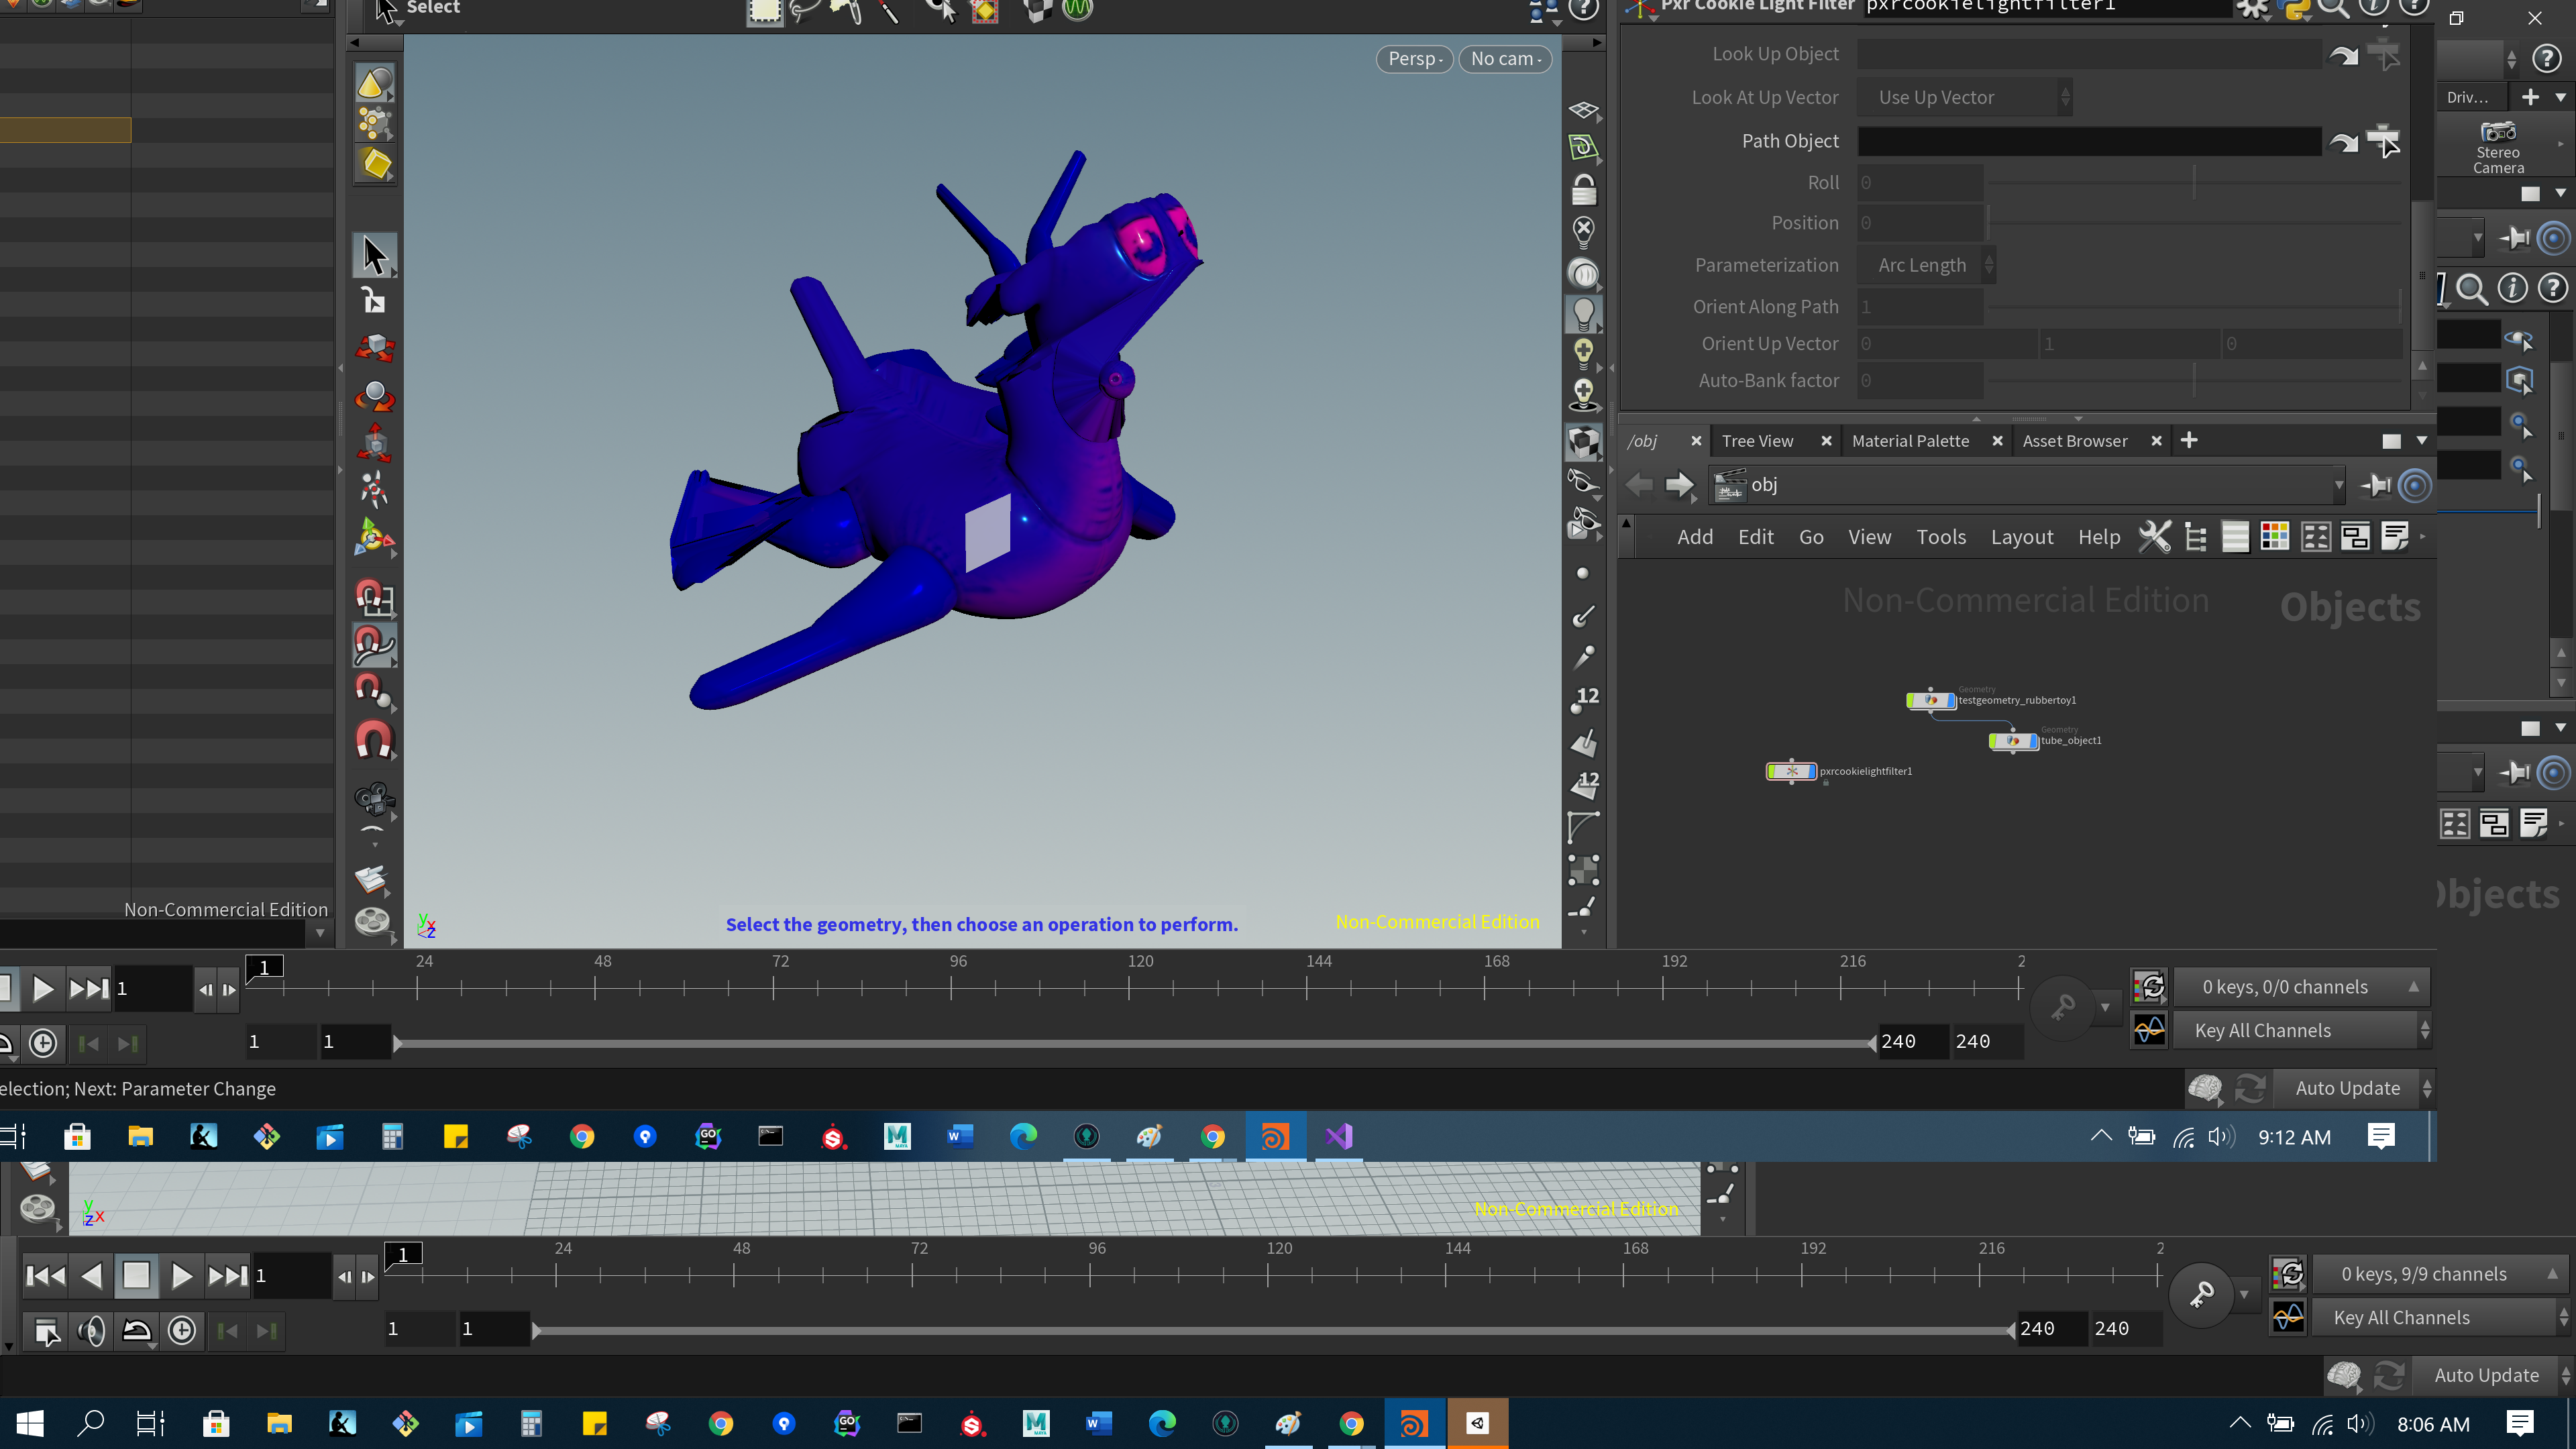 Select
Pxr Cookie Light Filter pxrcookielightfilter1
Persp
No cam
Look Up Object
Look At Up Vector Use Up Vector
Path Object
Roll 0
Position 0
Parameterization Arc Length
Orient Along Path 1
Orient Up Vector 0 1 0
Auto-Bank factor 0
Driv...
Stereo
Camera
/obj Tree View Material Palette Asset Browser
obj
Add Edit Go View Tools Layout Help
Non-Commercial Edition Objects
Geometry
testgeometry_rubbertoy1
Geometry
tube_object1
pxrcookielightfilter1
12
12
bjects
Non-Commercial Edition
Select the geometry, then choose an operation to perform.
Non-Commercial Edition
y x z
1 1 24 48 72 96 120 144 168 192 216 2
0 keys, 0/0 channels
1 1 240 240
Key All Channels
election; Next: Parameter Change
Auto Update
GO
MAYA
9:12 AM
y z x
Non-Commercial Edition
1 1 24 48 72 96 120 144 168 192 216 2
0 keys, 9/9 channels
1 1 240 240
Key All Channels
Auto Update
GO
MAYA
8:06 AM